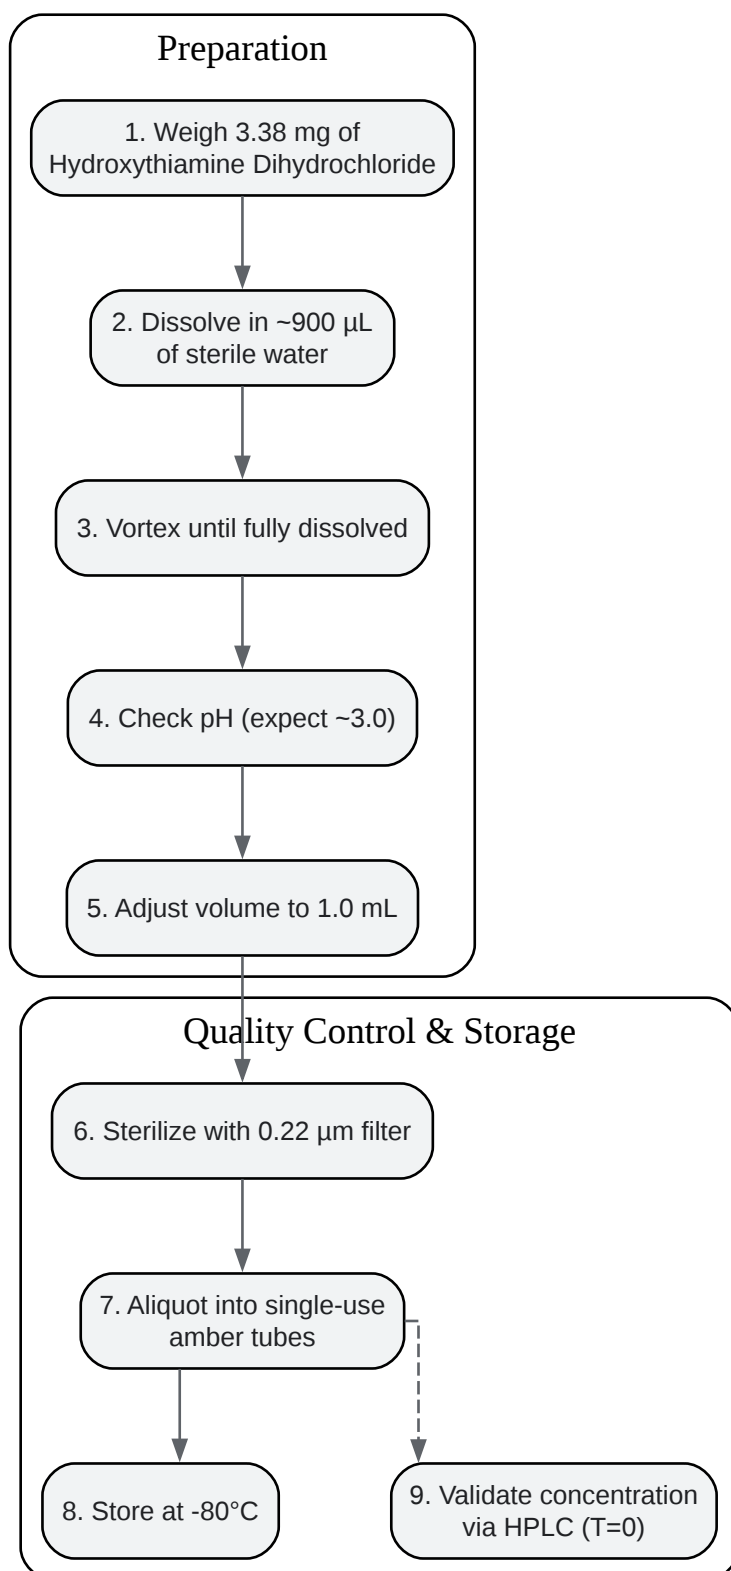 Preparation
1. Weigh 3.38 mg of
Hydroxythiamine Dihydrochloride
2. Dissolve in ~900 µL
of sterile water
3. Vortex until fully dissolved
4. Check pH (expect ~3.0)
5. Adjust volume to 1.0 mL
Quality Control & Storage
6. Sterilize with 0.22 µm filter
7. Aliquot into single-use
amber tubes
8. Store at -80°C
9. Validate concentration
via HPLC (T=0)